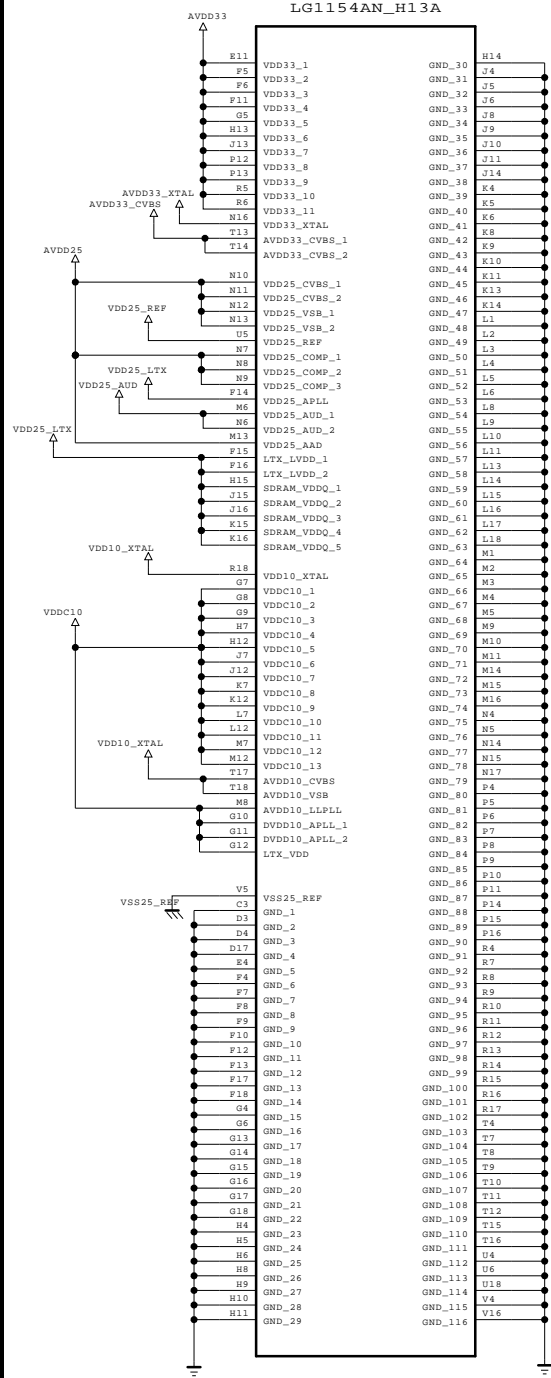 LG1154AN_H13A
AVDD33
E11 VDD33_1
F5 VDD33_2
F6 VDD33_3
F11 VDD33_4
G5 VDD33_5
H13 VDD33_6
J13 VDD33_7
P12 VDD33_8
P13 VDD33_9
R5 VDD33_10
R6 VDD33_11
AVDD33_XTAL
N16 VDD33_XTAL
AVDD33_CVBS
T13 AVDD33_CVBS_1
T14 AVDD33_CVBS_2
AVDD25
N10 VDD25_CVBS_1
N11 VDD25_CVBS_2
N12 VDD25_VSB_1
N13 VDD25_VSB_2
VDD25_REF
U5 VDD25_REF
N7 VDD25_COMP_1
N8 VDD25_COMP_2
N9 VDD25_COMP_3
VDD25_LTX
F14 VDD25_APLL
VDD25_AUD
M6 VDD25_AUD_1
N6 VDD25_AUD_2
M13 VDD25_AAD
VDD25_LTX
F15 LTX_LVDD_1
F16 LTX_LVDD_2
H15 SDRAM_VDDQ_1
J15 SDRAM_VDDQ_2
J16 SDRAM_VDDQ_3
K15 SDRAM_VDDQ_4
K16 SDRAM_VDDQ_5
VDD10_XTAL
R18 VDD10_XTAL
G7 VDDC10_1
G8 VDDC10_2
G9 VDDC10_3
H7 VDDC10_4
VDDC10
H12 VDDC10_5
J7 VDDC10_6
J12 VDDC10_7
K7 VDDC10_8
K12 VDDC10_9
L7 VDDC10_10
L12 VDDC10_11
M7 VDDC10_12
M12 VDDC10_13
VDD10_XTAL
T17 AVDD10_CVBS
T18 AVDD10_VSB
M8 AVDD10_LLPLL
G10 DVDD10_APLL_1
G11 DVDD10_APLL_2
G12 LTX_VDD
VSS25_REF
V5 VSS25_REF
C3 GND_1
D3 GND_2
D4 GND_3
D17 GND_4
E4 GND_5
F4 GND_6
F7 GND_7
F8 GND_8
F9 GND_9
F10 GND_10
F12 GND_11
F13 GND_12
F17 GND_13
F18 GND_14
G4 GND_15
G6 GND_16
G13 GND_17
G14 GND_18
G15 GND_19
G16 GND_20
G17 GND_21
G18 GND_22
H4 GND_23
H5 GND_24
H6 GND_25
H8 GND_26
H9 GND_27
H10 GND_28
H11 GND_29
GND_30 H14
GND_31 J4
GND_32 J5
GND_33 J6
GND_34 J8
GND_35 J9
GND_36 J10
GND_37 J11
GND_38 J14
GND_39 K4
GND_40 K5
GND_41 K6
GND_42 K8
GND_43 K9
GND_44 K10
GND_45 K11
GND_46 K13
GND_47 K14
GND_48 L1
GND_49 L2
GND_50 L3
GND_51 L4
GND_52 L5
GND_53 L6
GND_54 L8
GND_55 L9
GND_56 L10
GND_57 L11
GND_58 L13
GND_59 L14
GND_60 L15
GND_61 L16
GND_62 L17
GND_63 L18
GND_64 M1
GND_65 M2
GND_66 M3
GND_67 M4
GND_68 M5
GND_69 M9
GND_70 M10
GND_71 M11
GND_72 M14
GND_73 M15
GND_74 M16
GND_75 N4
GND_76 N5
GND_77 N14
GND_78 N15
GND_79 N17
GND_80 P4
GND_81 P5
GND_82 P6
GND_83 P7
GND_84 P8
GND_85 P9
GND_86 P10
GND_87 P11
GND_88 P14
GND_89 P15
GND_90 P16
GND_91 R4
GND_92 R7
GND_93 R8
GND_94 R9
GND_95 R10
GND_96 R11
GND_97 R12
GND_98 R13
GND_99 R14
GND_100 R15
GND_101 R16
GND_102 R17
GND_103 T4
GND_104 T7
GND_105 T8
GND_106 T9
GND_107 T10
GND_108 T11
GND_109 T12
GND_110 T15
GND_111 T16
GND_112 U4
GND_113 U6
GND_114 U18
GND_115 V4
GND_116 V16